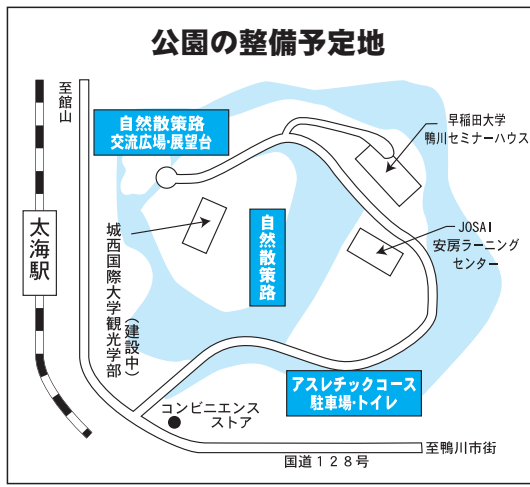 公園の整備予定地
至館山
太海駅
自然散策路
交流広場・展望台
早稲田大学
鴨川セミナーハウス
城西国際大学観光学部
(建設中)
自然散策路
JOSAI
安房ラーニング
センター
アスレチックコース
駐車場・トイレ
コンビニエンス
ストア
至鴨川市街
国道128号